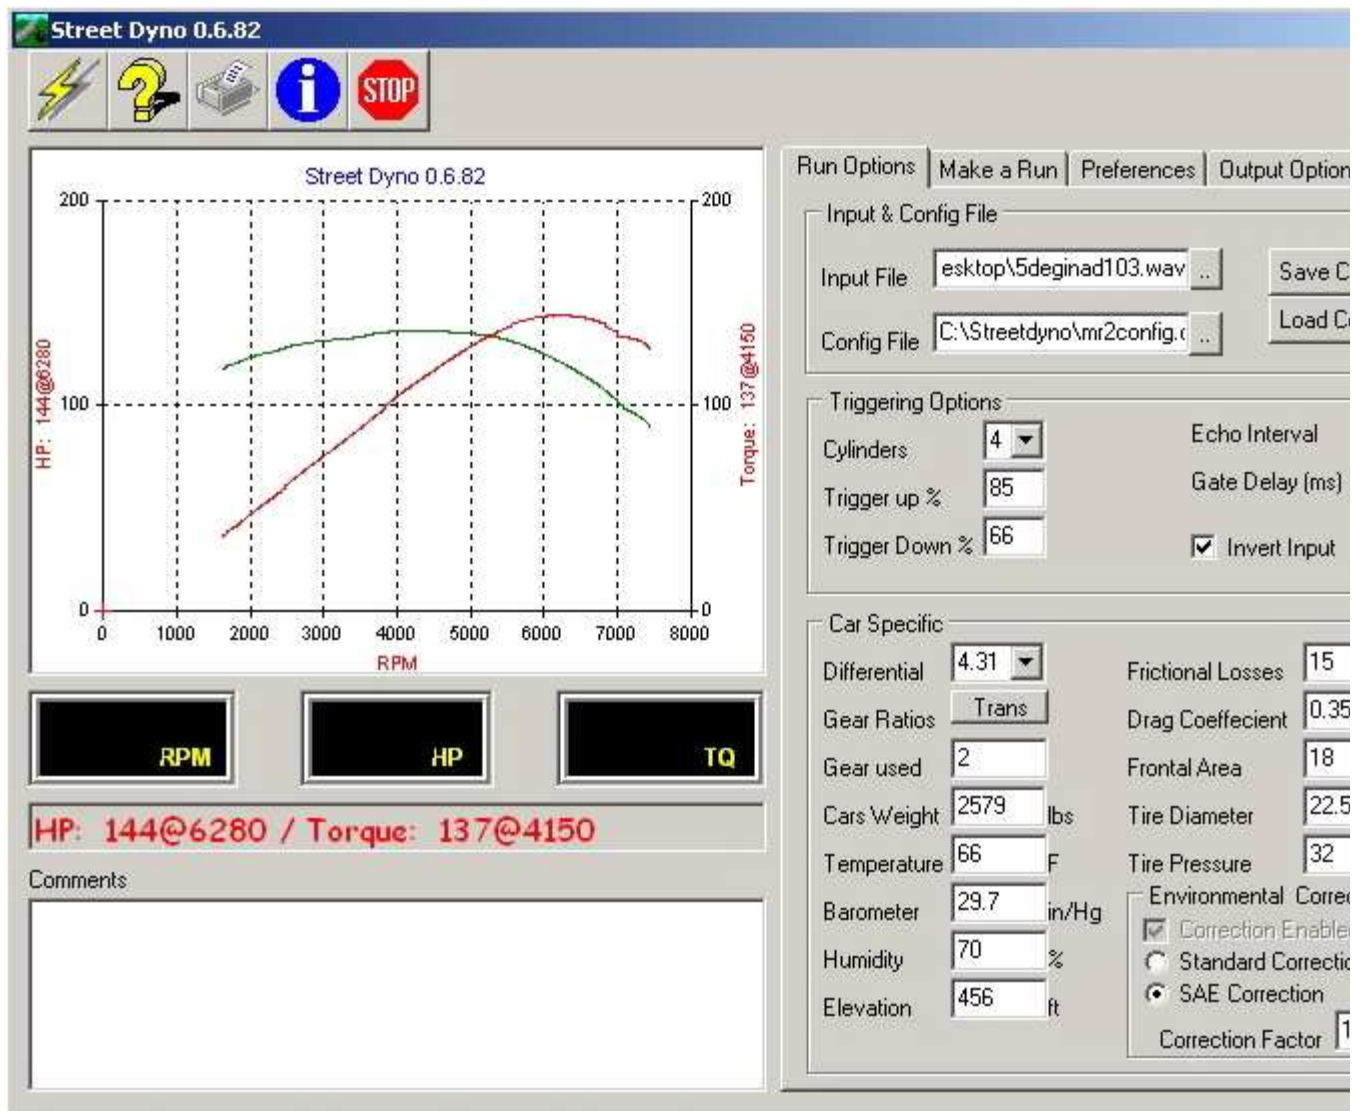 Street Dyno 0.6.82
STOP
Street Dyno 0.6.82
200
200
HP: 144@6280
100
100
Torque: 137@4150
0
0
0 1000 2000 3000 4000 5000 6000 7000 8000
RPM
RPM
HP
TQ
HP: 144@6280 / Torque: 137@4150
Comments
Run Options
Make a Run
Preferences
Output Option
Input & Config File
Input File esktop\5deginad103.wav ..
Save C
Config File C:\Streetdyno\mr2config.c ..
Load Co
Triggering Options
Cylinders 4
Echo Interval
Trigger up % 85
Gate Delay (ms)
Trigger Down % 66
Invert Input
Car Specific
Differential 4.31
Frictional Losses 15
Gear Ratios Trans
Drag Coeffecient 0.35
Gear used 2
Frontal Area 18
Cars Weight 2579 lbs
Tire Diameter 22.5
Temperature 66 F
Tire Pressure 32
Barometer 29.7 in/Hg
Environmental Correc
Correction Enable
Humidity 70 %
Standard Correctio
SAE Correction
Elevation 456 ft
Correction Factor 1